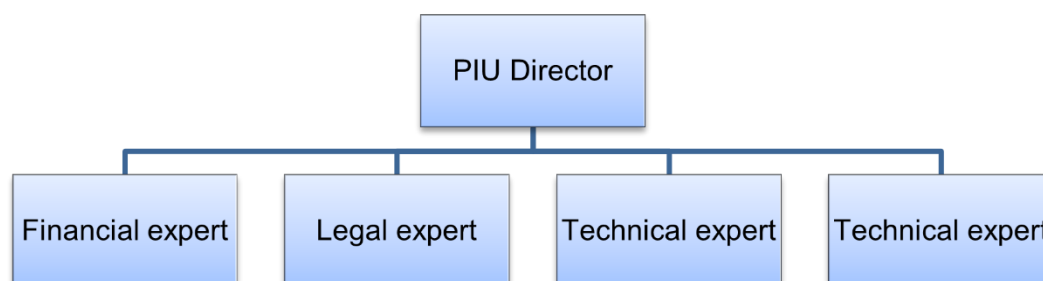 PIU Director
Financial expert
Legal expert
Technical expert
Technical expert